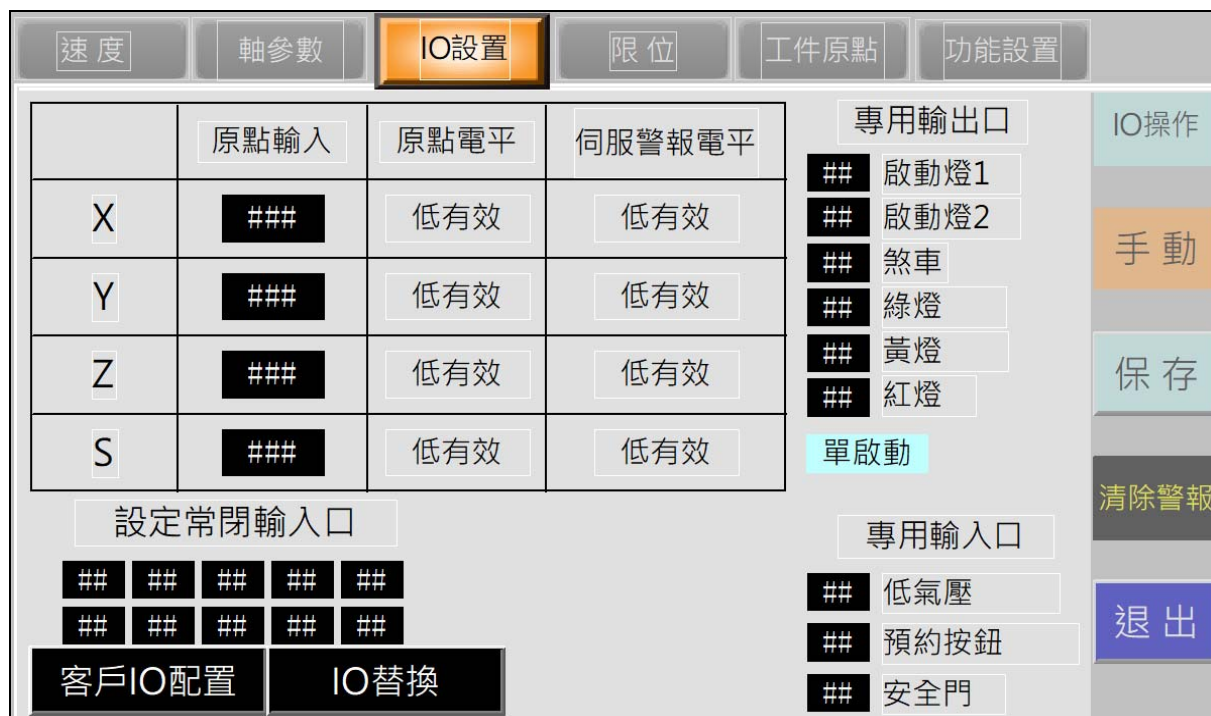 速 度 軸參數 IO設置 限 位 工件原點 功能設置
原點輸入 原點電平 伺服警報電平
X ### 低有效 低有效
Y ### 低有效 低有效
Z ### 低有效 低有效
S ### 低有效 低有效
設定常閉輸入口
## ## ## ## ##
## ## ## ## ##
客戶IO配置 IO替換
專用輸出口
## 啟動燈1
## 啟動燈2
## 煞車
## 綠燈
## 黃燈
## 紅燈
單啟動
專用輸入口
## 低氣壓
## 預約按鈕
## 安全門
IO操作
手 動
保 存
清除警報
退 出